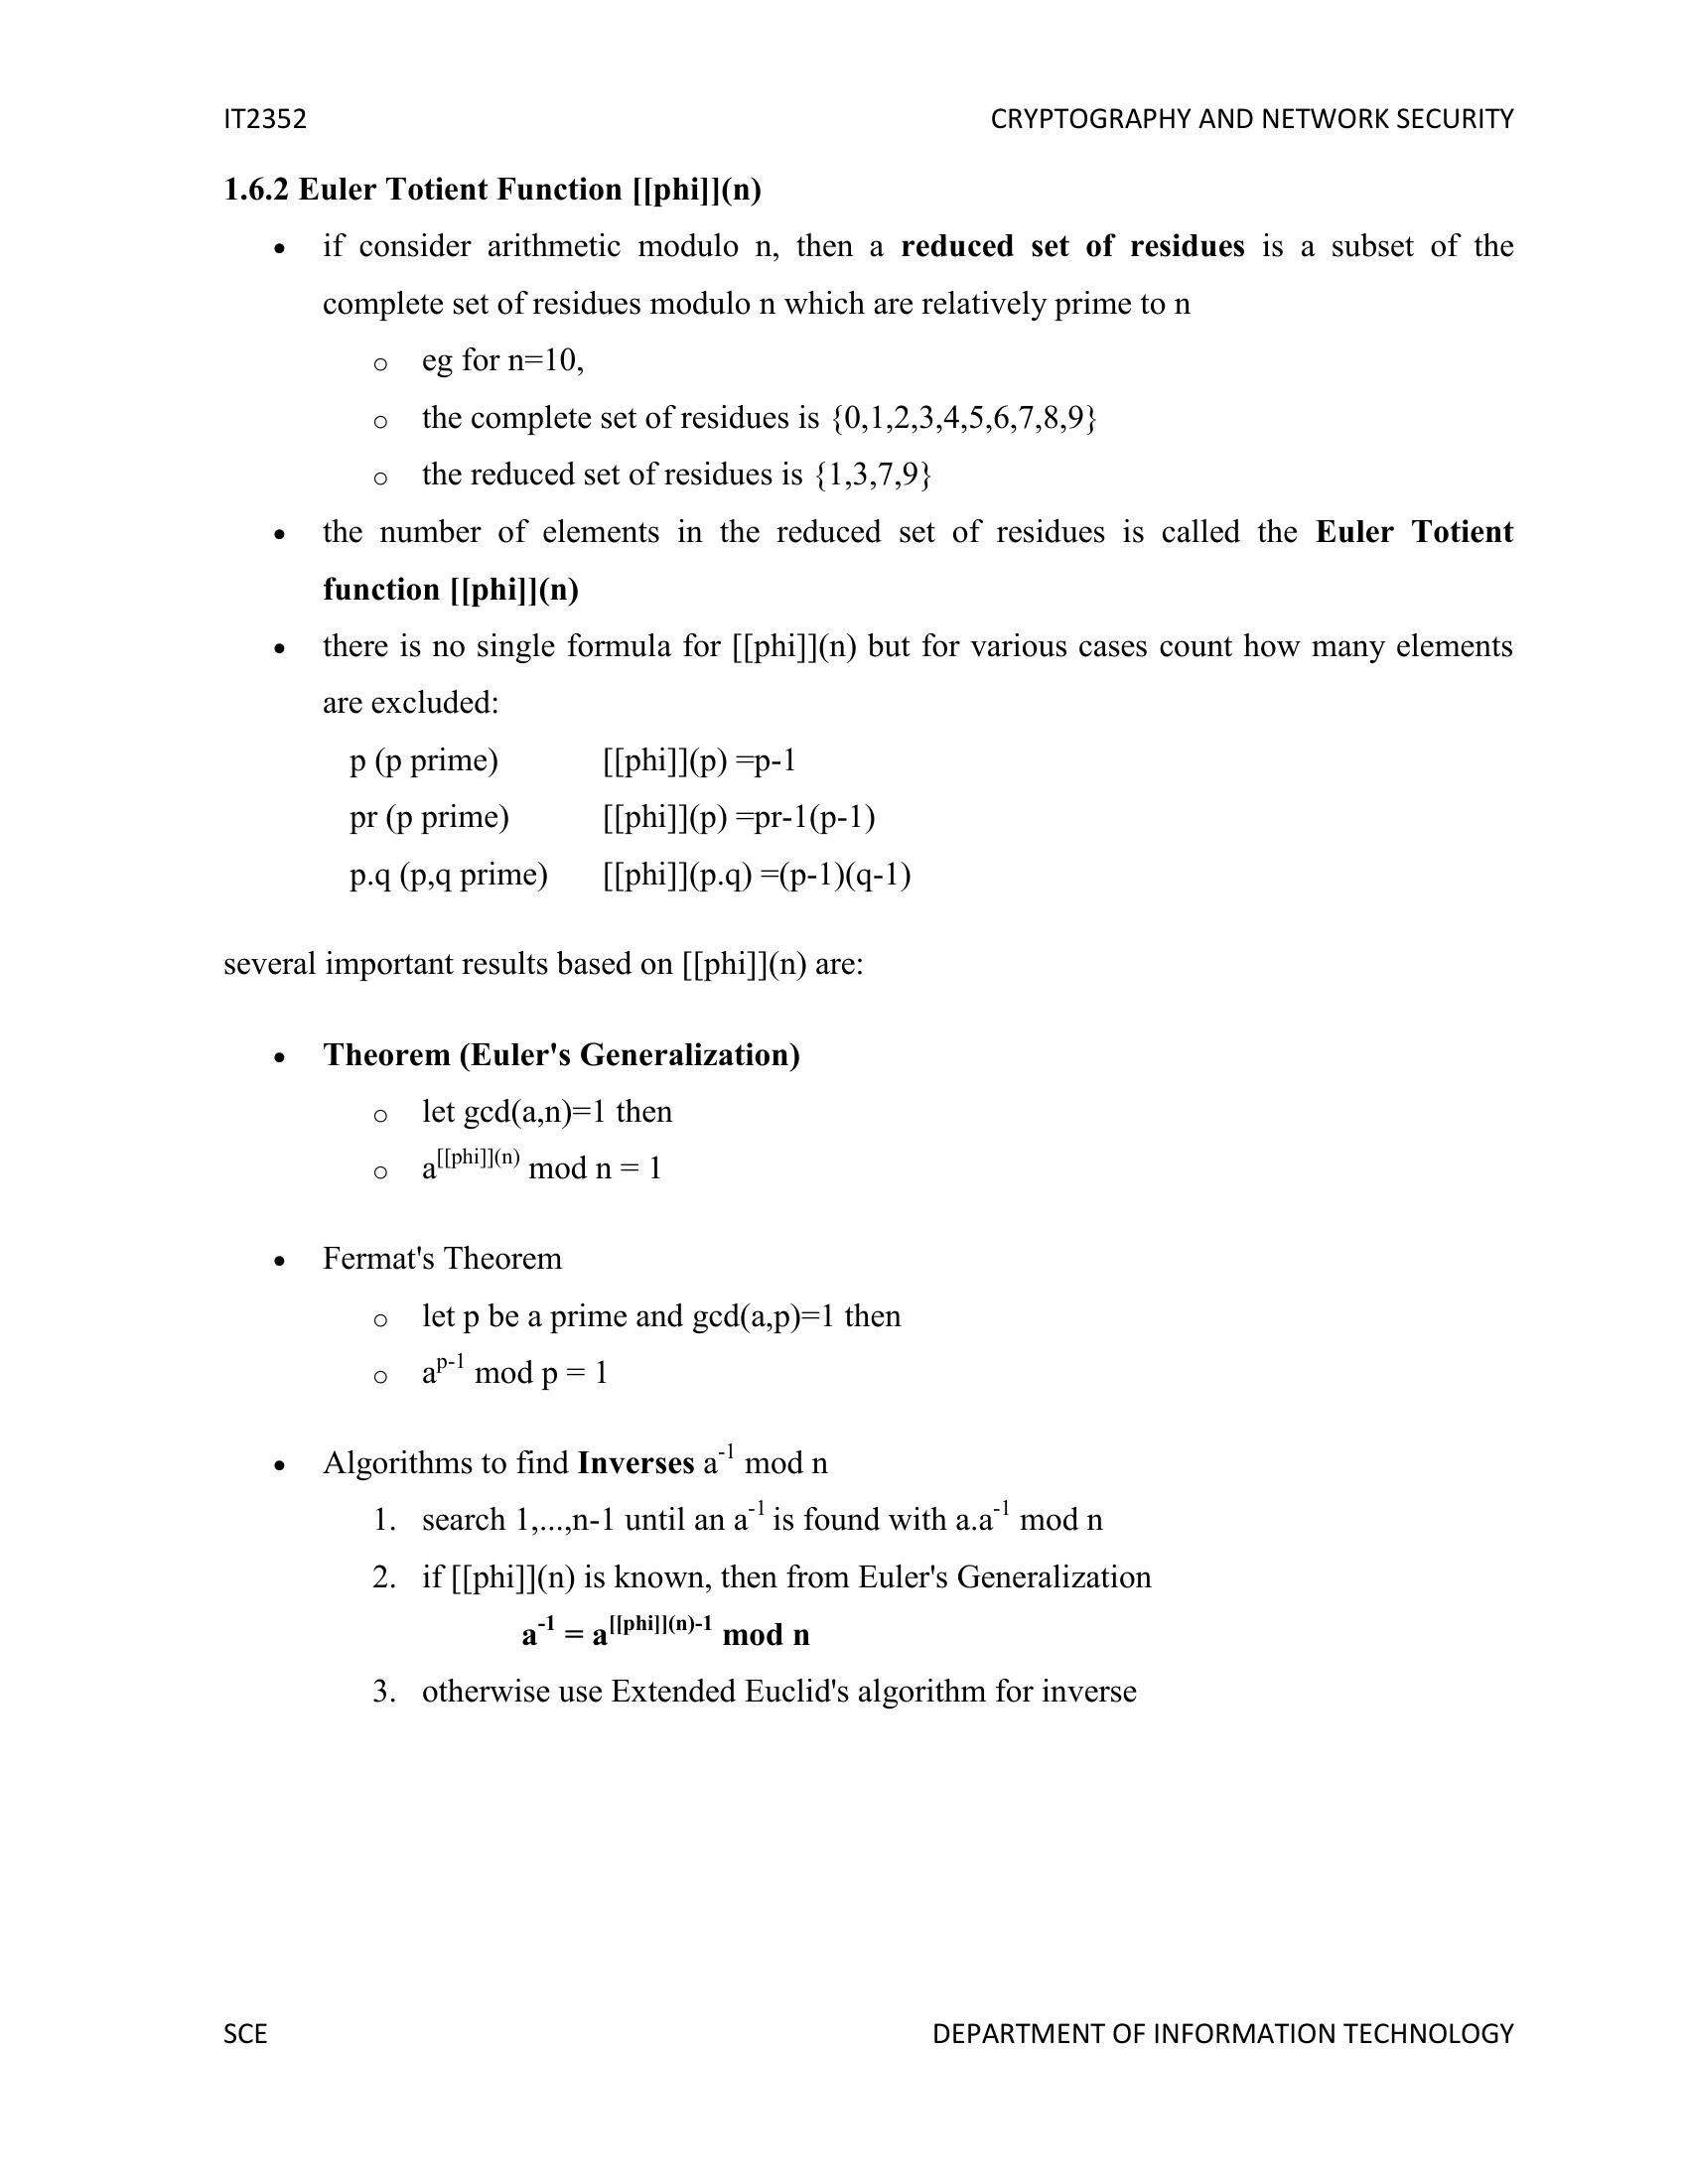 IT2352 CRYPTOGRAPHY AND NETWORK SECURITY
1.6.2 Euler Totient Function [[phi]](n)
• if consider arithmetic modulo n, then a reduced set of residues is a subset of the
complete set of residues modulo n which are relatively prime to n
o eg for n=10,
o the complete set of residues is {0,1,2,3,4,5,6,7,8,9}
o the reduced set of residues is {1,3,7,9}
• the number of elements in the reduced set of residues is called the Euler Totient
function [[phi]](n)
• there is no single formula for [[phi]](n) but for various cases count how many elements
are excluded:
p (p prime) [[phi]](p) =p-1
pr (p prime) [[phi]](p) =pr-1(p-1)
p.q (p,q prime) [[phi]](p.q) =(p-1)(q-1)
several important results based on [[phi]](n) are:
• Theorem (Euler's Generalization)
o let gcd(a,n)=1 then
o a^[[phi]](n) mod n = 1
• Fermat's Theorem
o let p be a prime and gcd(a,p)=1 then
o a^p-1 mod p = 1
• Algorithms to find Inverses a^-1 mod n
1. search 1,...,n-1 until an a^-1 is found with a.a^-1 mod n
2. if [[phi]](n) is known, then from Euler's Generalization
a^-1 = a^[[phi]](n)-1 mod n
3. otherwise use Extended Euclid's algorithm for inverse
SCE DEPARTMENT OF INFORMATION TECHNOLOGY